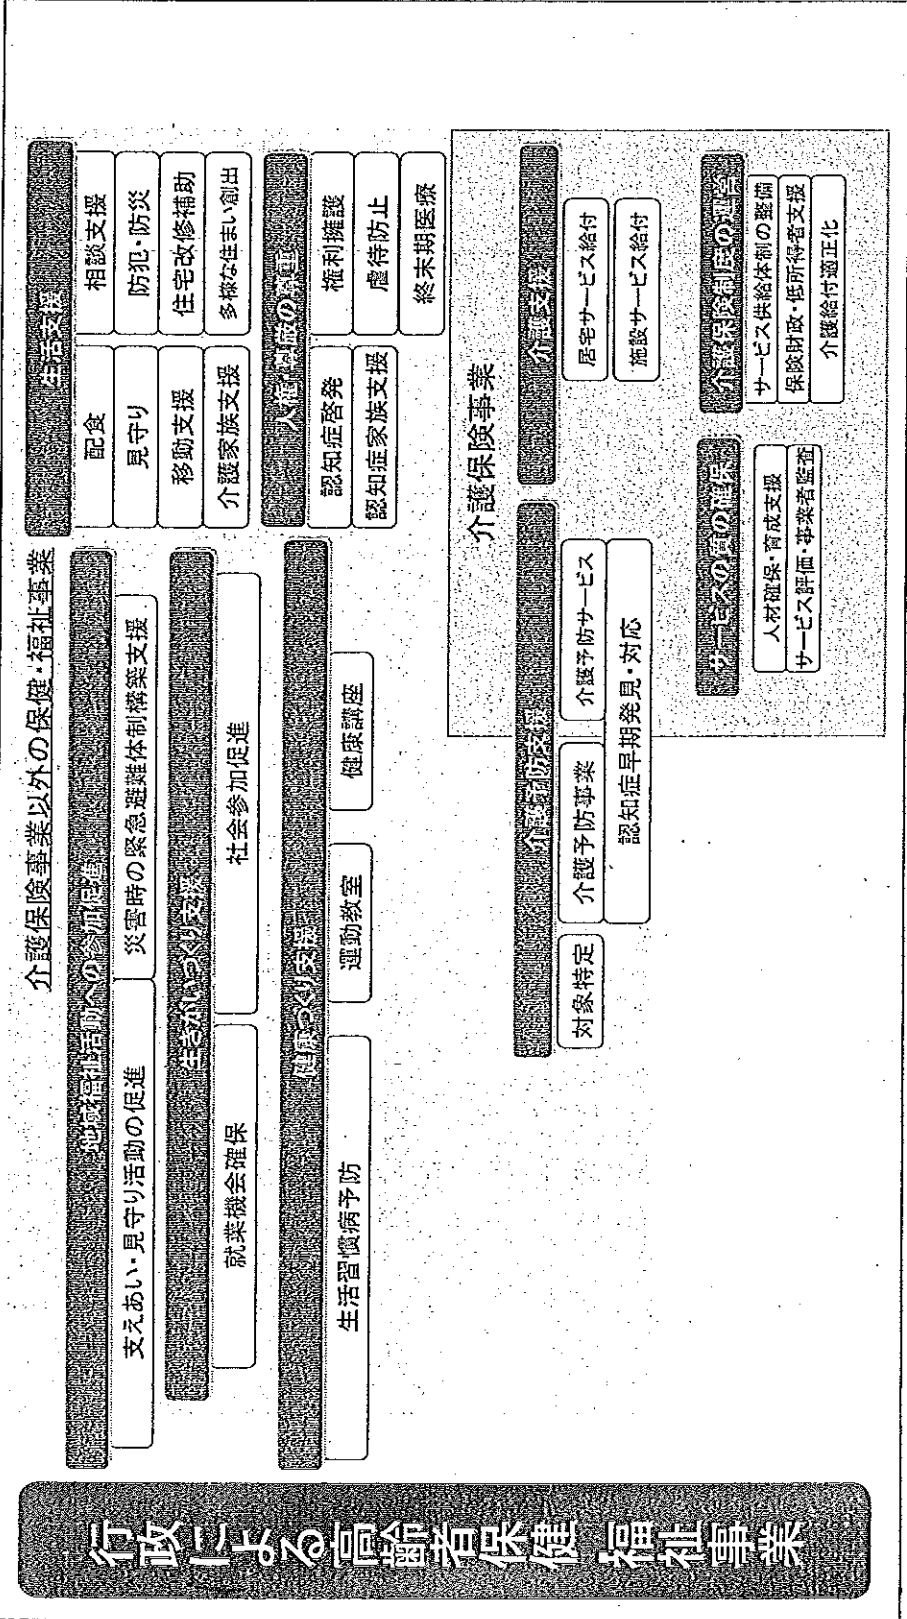 行政による高齢者保健 福祉事業
介護保険事業以外の保健・福祉事業
地域福祉活動への参加促進
支えあい・見守り活動の促進
災害時の緊急避難体制構築支援
生きがいづくり支援
就業機会確保
社会参加促進
健康づくり支援
生活習慣病予防
運動教室
健康講座
生活支援
配食
相談支援
見守り
防犯・防災
移動支援
住宅改修補助
介護家族支援
多様な住まい創出
人権・尊厳の尊重
認知症啓発
権利擁護
認知症家族支援
虐待防止
終末期医療
介護保険事業
介護予防支援
対象特定
介護予防事業
介護予防サービス
認知症早期発見・対応
介護支援
居宅サービス給付
施設サービス給付
サービスの質の確保
人材確保・育成支援
サービス評価・事業者監査
介護保険制度の運営
サービス供給体制の整備
保険財政・低所得者支援
介護給付適正化